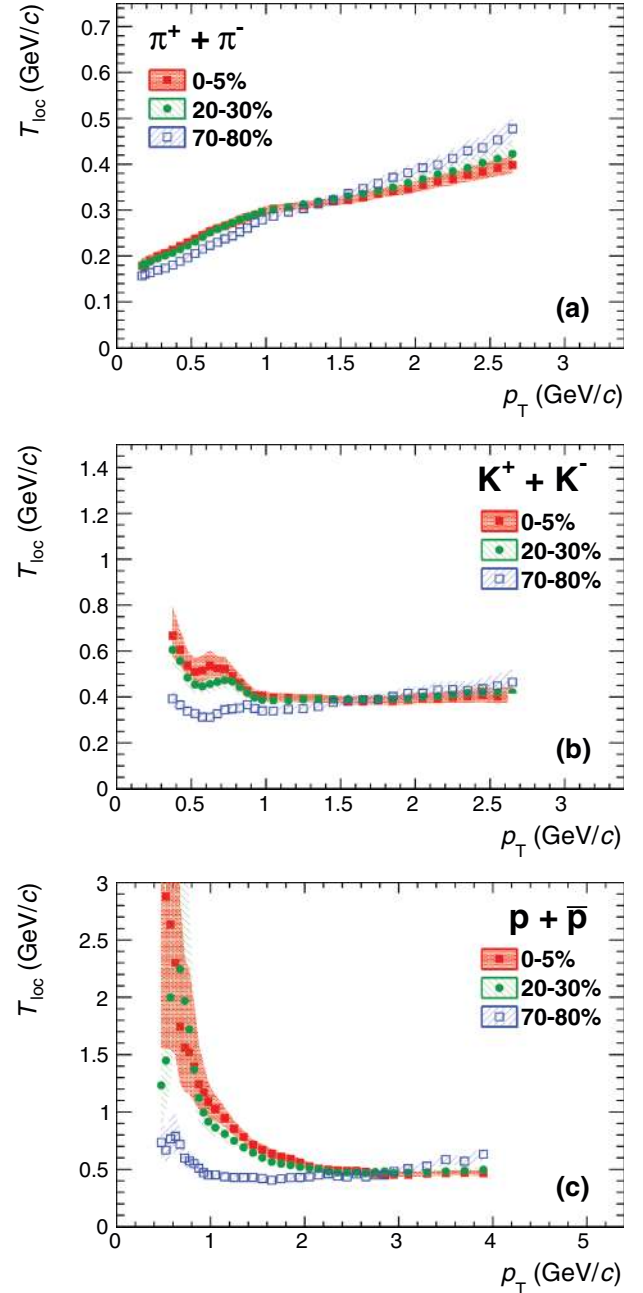 T_loc (GeV/c)
π⁺ + π⁻
0-5%
20-30%
70-80%
0.7
0.6
0.5
0.4
0.3
0.2
0.1
0
(a)
0 0.5 1 1.5 2 2.5 3
p_T (GeV/c)
T_loc (GeV/c)
K⁺ + K⁻
0-5%
20-30%
70-80%
1.4
1.2
1
0.8
0.6
0.4
0.2
0
(b)
0 0.5 1 1.5 2 2.5 3
p_T (GeV/c)
T_loc (GeV/c)
p + p̅
0-5%
20-30%
70-80%
3
2.5
2
1.5
1
0.5
0
(c)
0 1 2 3 4 5
p_T (GeV/c)